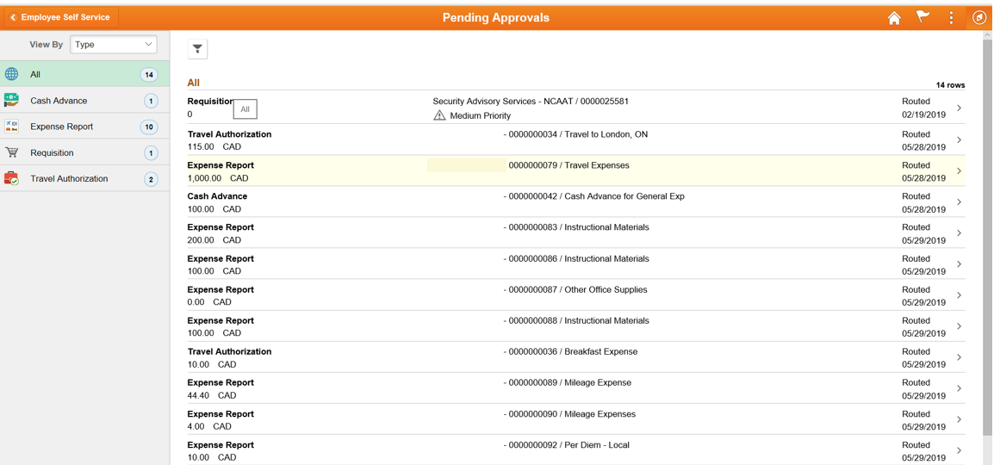 Employee Self Service
Pending Approvals
View By Type
All 14
Cash Advance 1
Expense Report 10
Requisition 1
Travel Authorization 2
All
14 rows
Requisition Security Advisory Services - NCAAT / 0000025581 Routed
0 All Medium Priority 02/19/2019
Travel Authorization - 0000000034 / Travel to London, ON Routed
115.00 CAD 05/28/2019
Expense Report 0000000079 / Travel Expenses Routed
1,000.00 CAD 05/28/2019
Cash Advance - 0000000042 / Cash Advance for General Exp Routed
100.00 CAD 05/28/2019
Expense Report - 0000000083 / Instructional Materials Routed
200.00 CAD 05/29/2019
Expense Report - 0000000086 / Instructional Materials Routed
100.00 CAD 05/29/2019
Expense Report - 0000000087 / Other Office Supplies Routed
0.00 CAD 05/29/2019
Expense Report - 0000000088 / Instructional Materials Routed
100.00 CAD 05/29/2019
Travel Authorization - 0000000036 / Breakfast Expense Routed
10.00 CAD 05/29/2019
Expense Report - 0000000089 / Mileage Expense Routed
44.40 CAD 05/29/2019
Expense Report - 0000000090 / Mileage Expenses Routed
4.00 CAD 05/29/2019
Expense Report - 0000000092 / Per Diem - Local Routed
10.00 CAD 05/29/2019